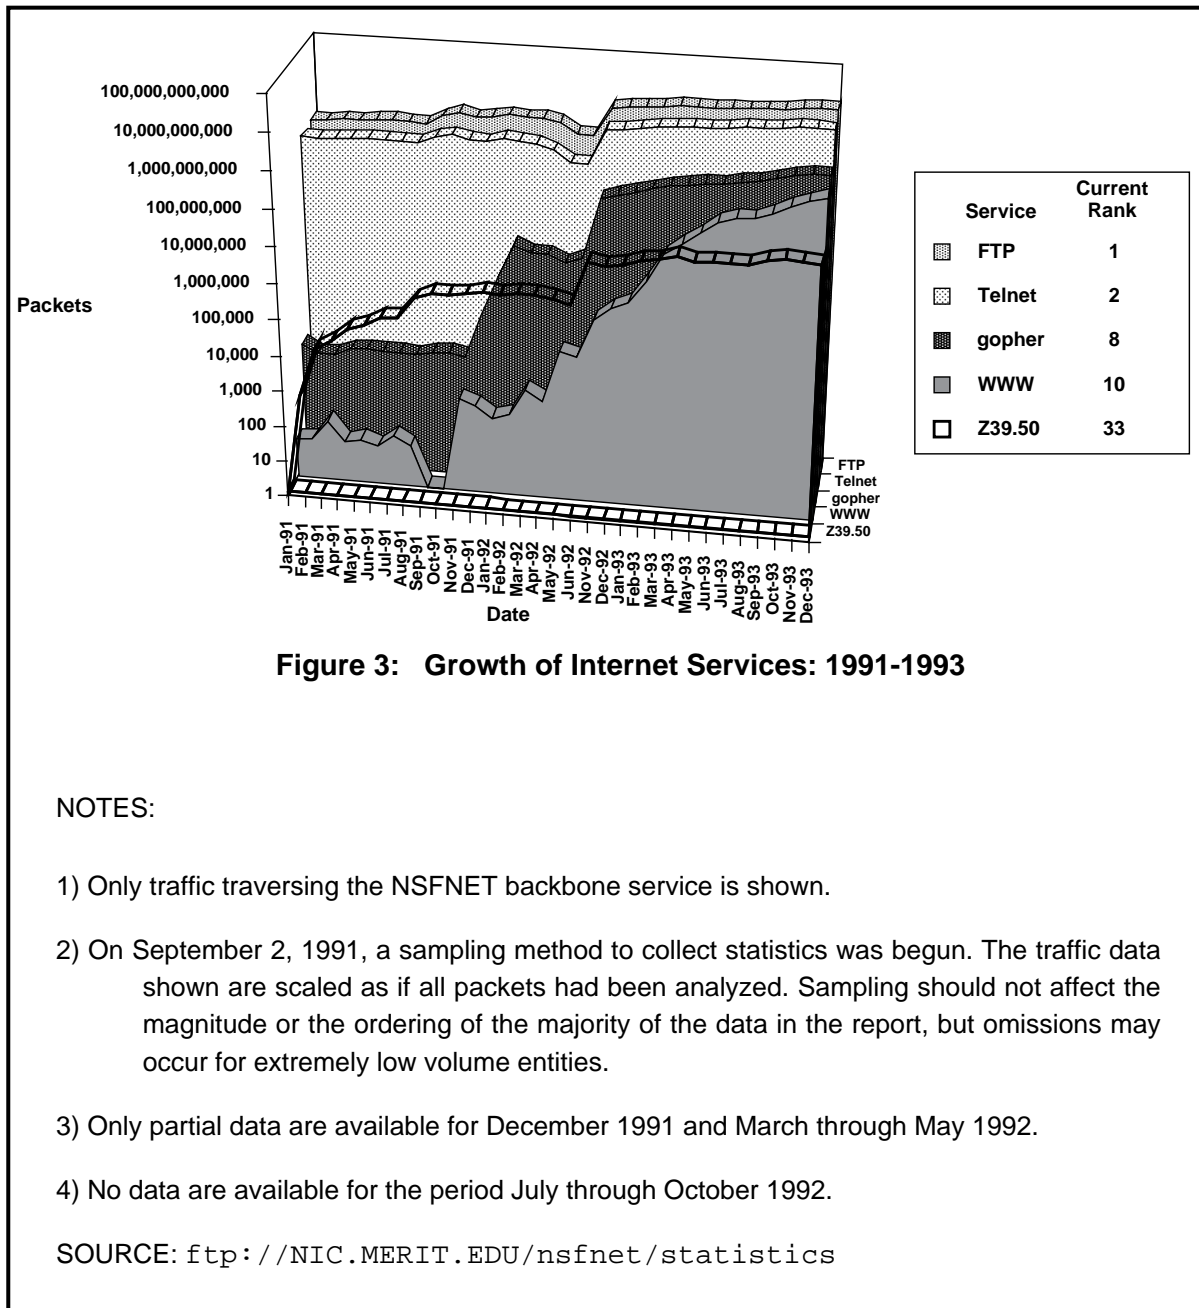 100,000,000,000
10,000,000,000
1,000,000,000
100,000,000
10,000,000
1,000,000
100,000
10,000
1,000
100
10
1
Packets
Jan-91
Feb-91
Mar-91
Apr-91
May-91
Jun-91
Jul-91
Aug-91
Sep-91
Oct-91
Nov-91
Dec-91
Jan-92
Feb-92
Mar-92
Apr-92
May-92
Jun-92
Nov-92
Dec-92
Jan-93
Feb-93
Mar-93
Apr-93
May-93
Jun-93
Jul-93
Aug-93
Sep-93
Oct-93
Nov-93
Dec-93
Date
FTP
Telnet
gopher
WWW
Z39.50
Service Current Rank
FTP 1
Telnet 2
gopher 8
WWW 10
Z39.50 33
Figure 3: Growth of Internet Services: 1991-1993
NOTES:
1) Only traffic traversing the NSFNET backbone service is shown.
2) On September 2, 1991, a sampling method to collect statistics was begun. The traffic data
shown are scaled as if all packets had been analyzed. Sampling should not affect the
magnitude or the ordering of the majority of the data in the report, but omissions may
occur for extremely low volume entities.
3) Only partial data are available for December 1991 and March through May 1992.
4) No data are available for the period July through October 1992.
SOURCE: ftp://NIC.MERIT.EDU/nsfnet/statistics